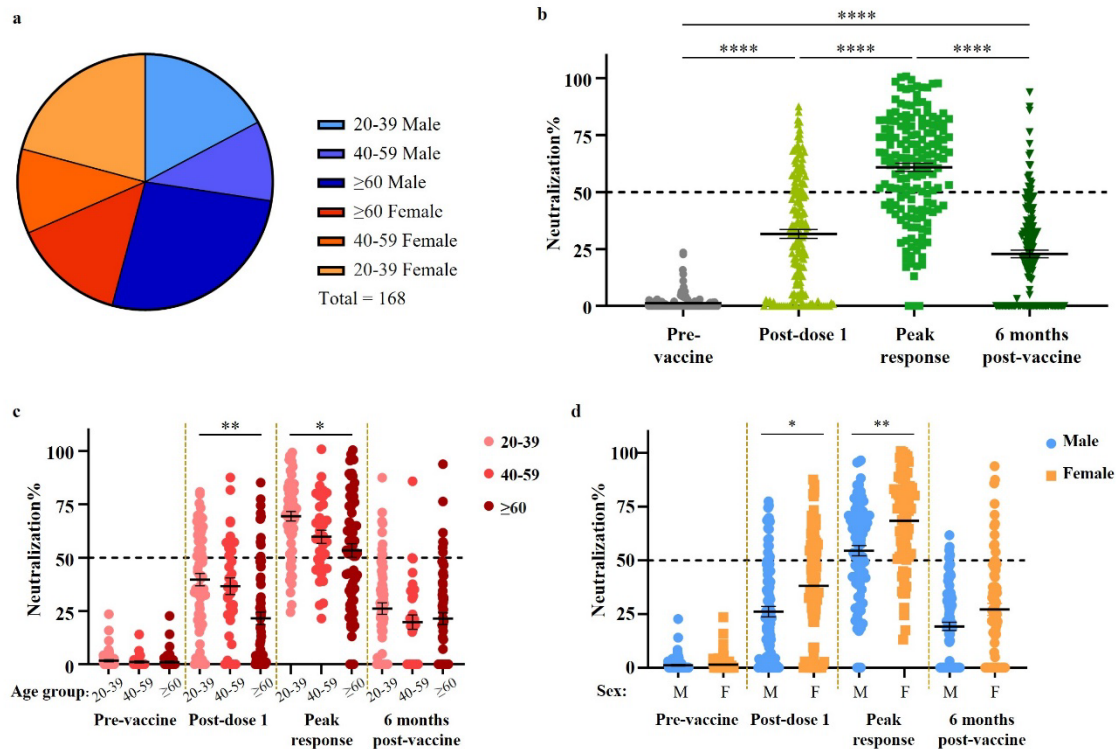 a
20-39 Male
40-59 Male
≥60 Male
≥60 Female
40-59 Female
20-39 Female
Total = 168
b
****
**** **** ****
Neutralization%
100
75
50
25
0
Pre-
vaccine
Post-dose 1
Peak
response
6 months
post-vaccine
c
** *
Neutralization%
100
75
50
25
0
20-39
40-59
≥60
Age group: 20-39 40-59 ≥60 20-39 40-59 ≥60 20-39 40-59 ≥60 20-39 40-59 ≥60
Pre-vaccine Post-dose 1 Peak 6 months
response post-vaccine
d
* **
Neutralization%
100
75
50
25
0
Male
Female
Sex: M F M F M F M F
Pre-vaccine Post-dose 1 Peak 6 months
response post-vaccine